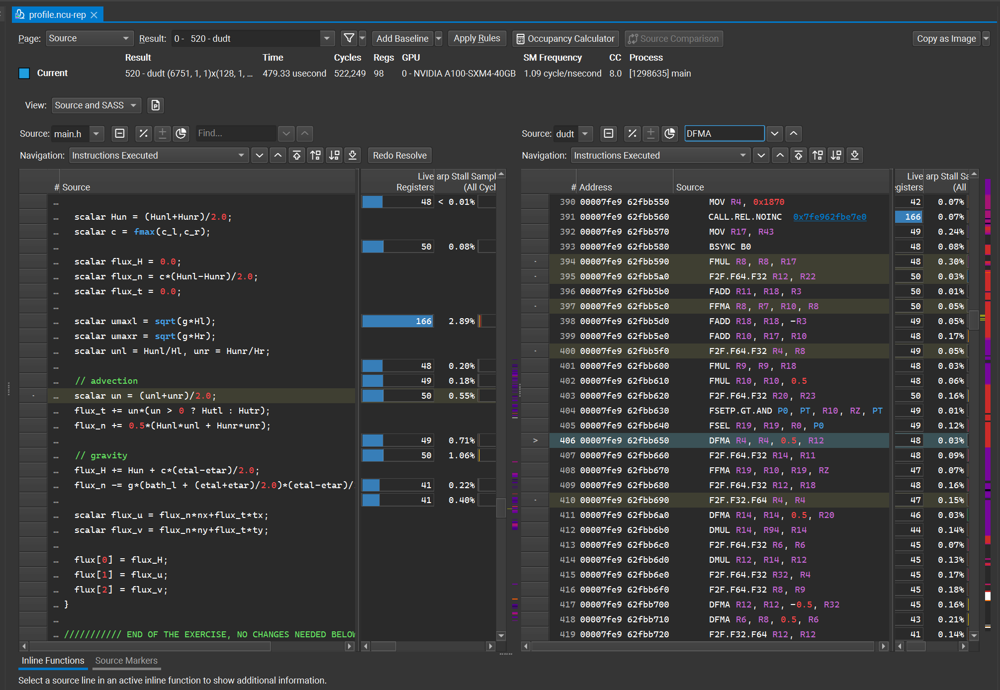 profile.ncu-rep
Page: Source Result: 0 - 520 - dudt Add Baseline Apply Rules Occupancy Calculator Source Comparison Copy as Image
Result Time Cycles Regs GPU SM Frequency CC Process
Current 520 - dudt (6751, 1, 1)x(128, 1, ... 479.33 usecond 522,249 98 0 - NVIDIA A100-SXM4-40GB 1.09 cycle/nsecond 8.0 [1298635] main
View: Source and SASS
Source: main.h Find...
Navigation: Instructions Executed Redo Resolve
# Source Live Registers arp Stall Sampl (All Cycl
... 48 < 0.01%
... scalar Hun = (Hunl+Hunr)/2.0;
... scalar c = fmax(c_l,c_r);
... 50 0.08%
... scalar flux_H = 0.0;
... scalar flux_n = c*(Hunl-Hunr)/2.0;
... scalar flux_t = 0.0;
...
... scalar umaxl = sqrt(g*Hl); 166 2.89%
... scalar umaxr = sqrt(g*Hr);
... scalar unl = Hunl/Hl, unr = Hunr/Hr;
... 48 0.20%
... // advection 49 0.18%
- ... scalar un = (unl+unr)/2.0; 50 0.55%
... flux_t += un*(un > 0 ? Hutl : Hutr);
... flux_n += 0.5*(Hunl*unl + Hunr*unr);
... 49 0.71%
... // gravity 50 1.06%
... flux_H += Hun + c*(etal-etar)/2.0;
... flux_n -= g*(bath_l + (etal+etar)/2.0)*(etal-etar)/ 41 0.22%
... 41 0.40%
... scalar flux_u = flux_n*nx+flux_t*tx;
... scalar flux_v = flux_n*ny+flux_t*ty;
...
... flux[0] = flux_H;
... flux[1] = flux_u;
... flux[2] = flux_v;
... }
...
... /////////// END OF THE EXERCISE, NO CHANGES NEEDED BELOW
Source: dudt DFMA
Navigation: Instructions Executed
# Address Source Live egisters arp Stall Sa (All
390 00007fe9 62fbb550 MOV R4, 0x1870 42 0.07%
391 00007fe9 62fbb560 CALL.REL.NOINC 0x7fe962fbe7e0 166 0.07%
392 00007fe9 62fbb570 MOV R17, R43 49 0.24%
393 00007fe9 62fbb580 BSYNC B0 48 0.08%
- 394 00007fe9 62fbb590 FMUL R8, R8, R17 48 0.30%
- 395 00007fe9 62fbb5a0 F2F.F64.F32 R12, R22 50 0.03%
396 00007fe9 62fbb5b0 FADD R11, R18, R3 50 0.01%
- 397 00007fe9 62fbb5c0 FFMA R8, R7, R10, R8 50 0.05%
398 00007fe9 62fbb5d0 FADD R18, R18, -R3 49 0.05%
399 00007fe9 62fbb5e0 FADD R10, R17, R10 48 0.17%
- 400 00007fe9 62fbb5f0 F2F.F64.F32 R4, R8 49 0.05%
401 00007fe9 62fbb600 FMUL R9, R9, R18 48 0.03%
402 00007fe9 62fbb610 FMUL R10, R10, 0.5 48 0.06%
403 00007fe9 62fbb620 F2F.F64.F32 R20, R23 50 0.16%
404 00007fe9 62fbb630 FSETP.GT.AND P0, PT, R10, RZ, PT 49 0.01%
405 00007fe9 62fbb640 FSEL R19, R19, R0, P0 49 0.12%
> 406 00007fe9 62fbb650 DFMA R4, R4, 0.5, R12 48 0.03%
407 00007fe9 62fbb660 F2F.F64.F32 R14, R11 48 0.09%
408 00007fe9 62fbb670 FFMA R19, R10, R19, RZ 47 0.07%
409 00007fe9 62fbb680 F2F.F64.F32 R12, R18 48 0.16%
- 410 00007fe9 62fbb690 F2F.F32.F64 R4, R4 47 0.15%
411 00007fe9 62fbb6a0 DFMA R14, R14, 0.5, R20 46 0.03%
412 00007fe9 62fbb6b0 DMUL R14, R94, R14 44 0.14%
413 00007fe9 62fbb6c0 F2F.F64.F32 R6, R6 45 0.07%
414 00007fe9 62fbb6d0 DMUL R12, R14, R12 45 0.13%
415 00007fe9 62fbb6e0 F2F.F64.F32 R32, R4 45 0.17%
416 00007fe9 62fbb6f0 F2F.F64.F32 R8, R9 45 0.18%
417 00007fe9 62fbb700 DFMA R12, R12, -0.5, R32 45 0.16%
418 00007fe9 62fbb710 DFMA R6, R8, 0.5, R6 43 0.21%
419 00007fe9 62fbb720 F2F.F32.F64 R12, R12 41 0.14%
Inline Functions Source Markers
Select a source line in an active inline function to show additional information.